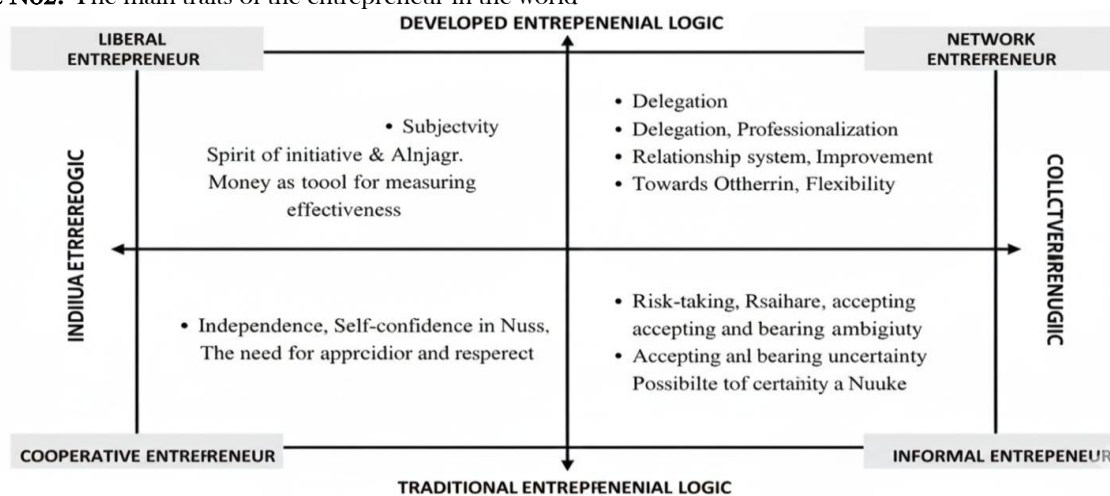 No2: The main traits of the entrepreneur in the world
DEVELOPED ENTREPENENIAL LOGIC
LIBERAL
ENTREPRENEUR
NETWORK
ENTREFRENEUR
• Subjectvity
Spirit of initiative & Alnjagr.
Money as toool for measuring
effectiveness
• Delegation
• Delegation, Professionalization
• Relationship system, Improvement
• Towards Ottherrin, Flexibility
INDIIUA ETRREREOGIC
COLLCTVERIRENUGIIC
• Independence, Self-confidence in Nuss,
The need for apprcidior and resperect
• Risk-taking, Rsaihare, accepting
accepting and bearing ambigiuty
• Accepting anl bearing uncertainty
Possibilte tof certaińity a Nuuke
COOPERATIVE ENTREFRENEUR
INFORMAL ENTREPENEUR
TRADITIONAL ENTREPFENENIAL LOGIC